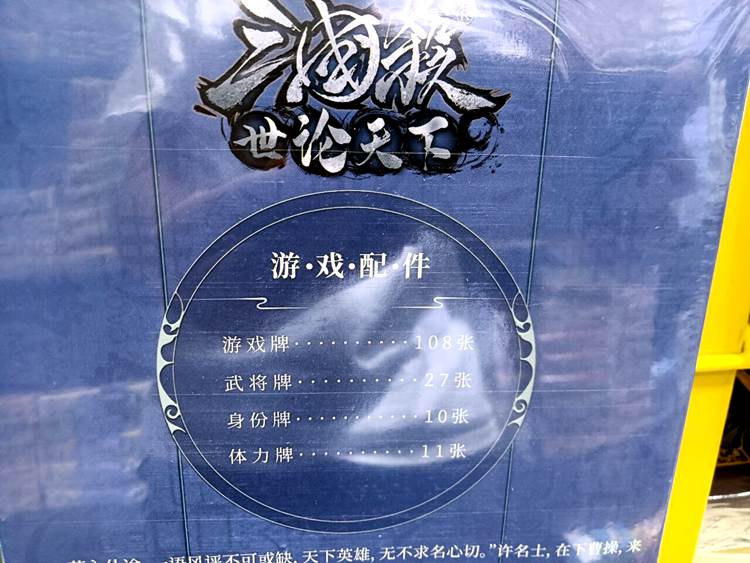 三国杀
世论天下
游·戏·配·件
游戏牌··········108张
武将牌···········27张
身份牌···········10张
体力牌··········11张
语风评不可或缺,天下英雄,无不求名心切。”许名士,在下曹操,来